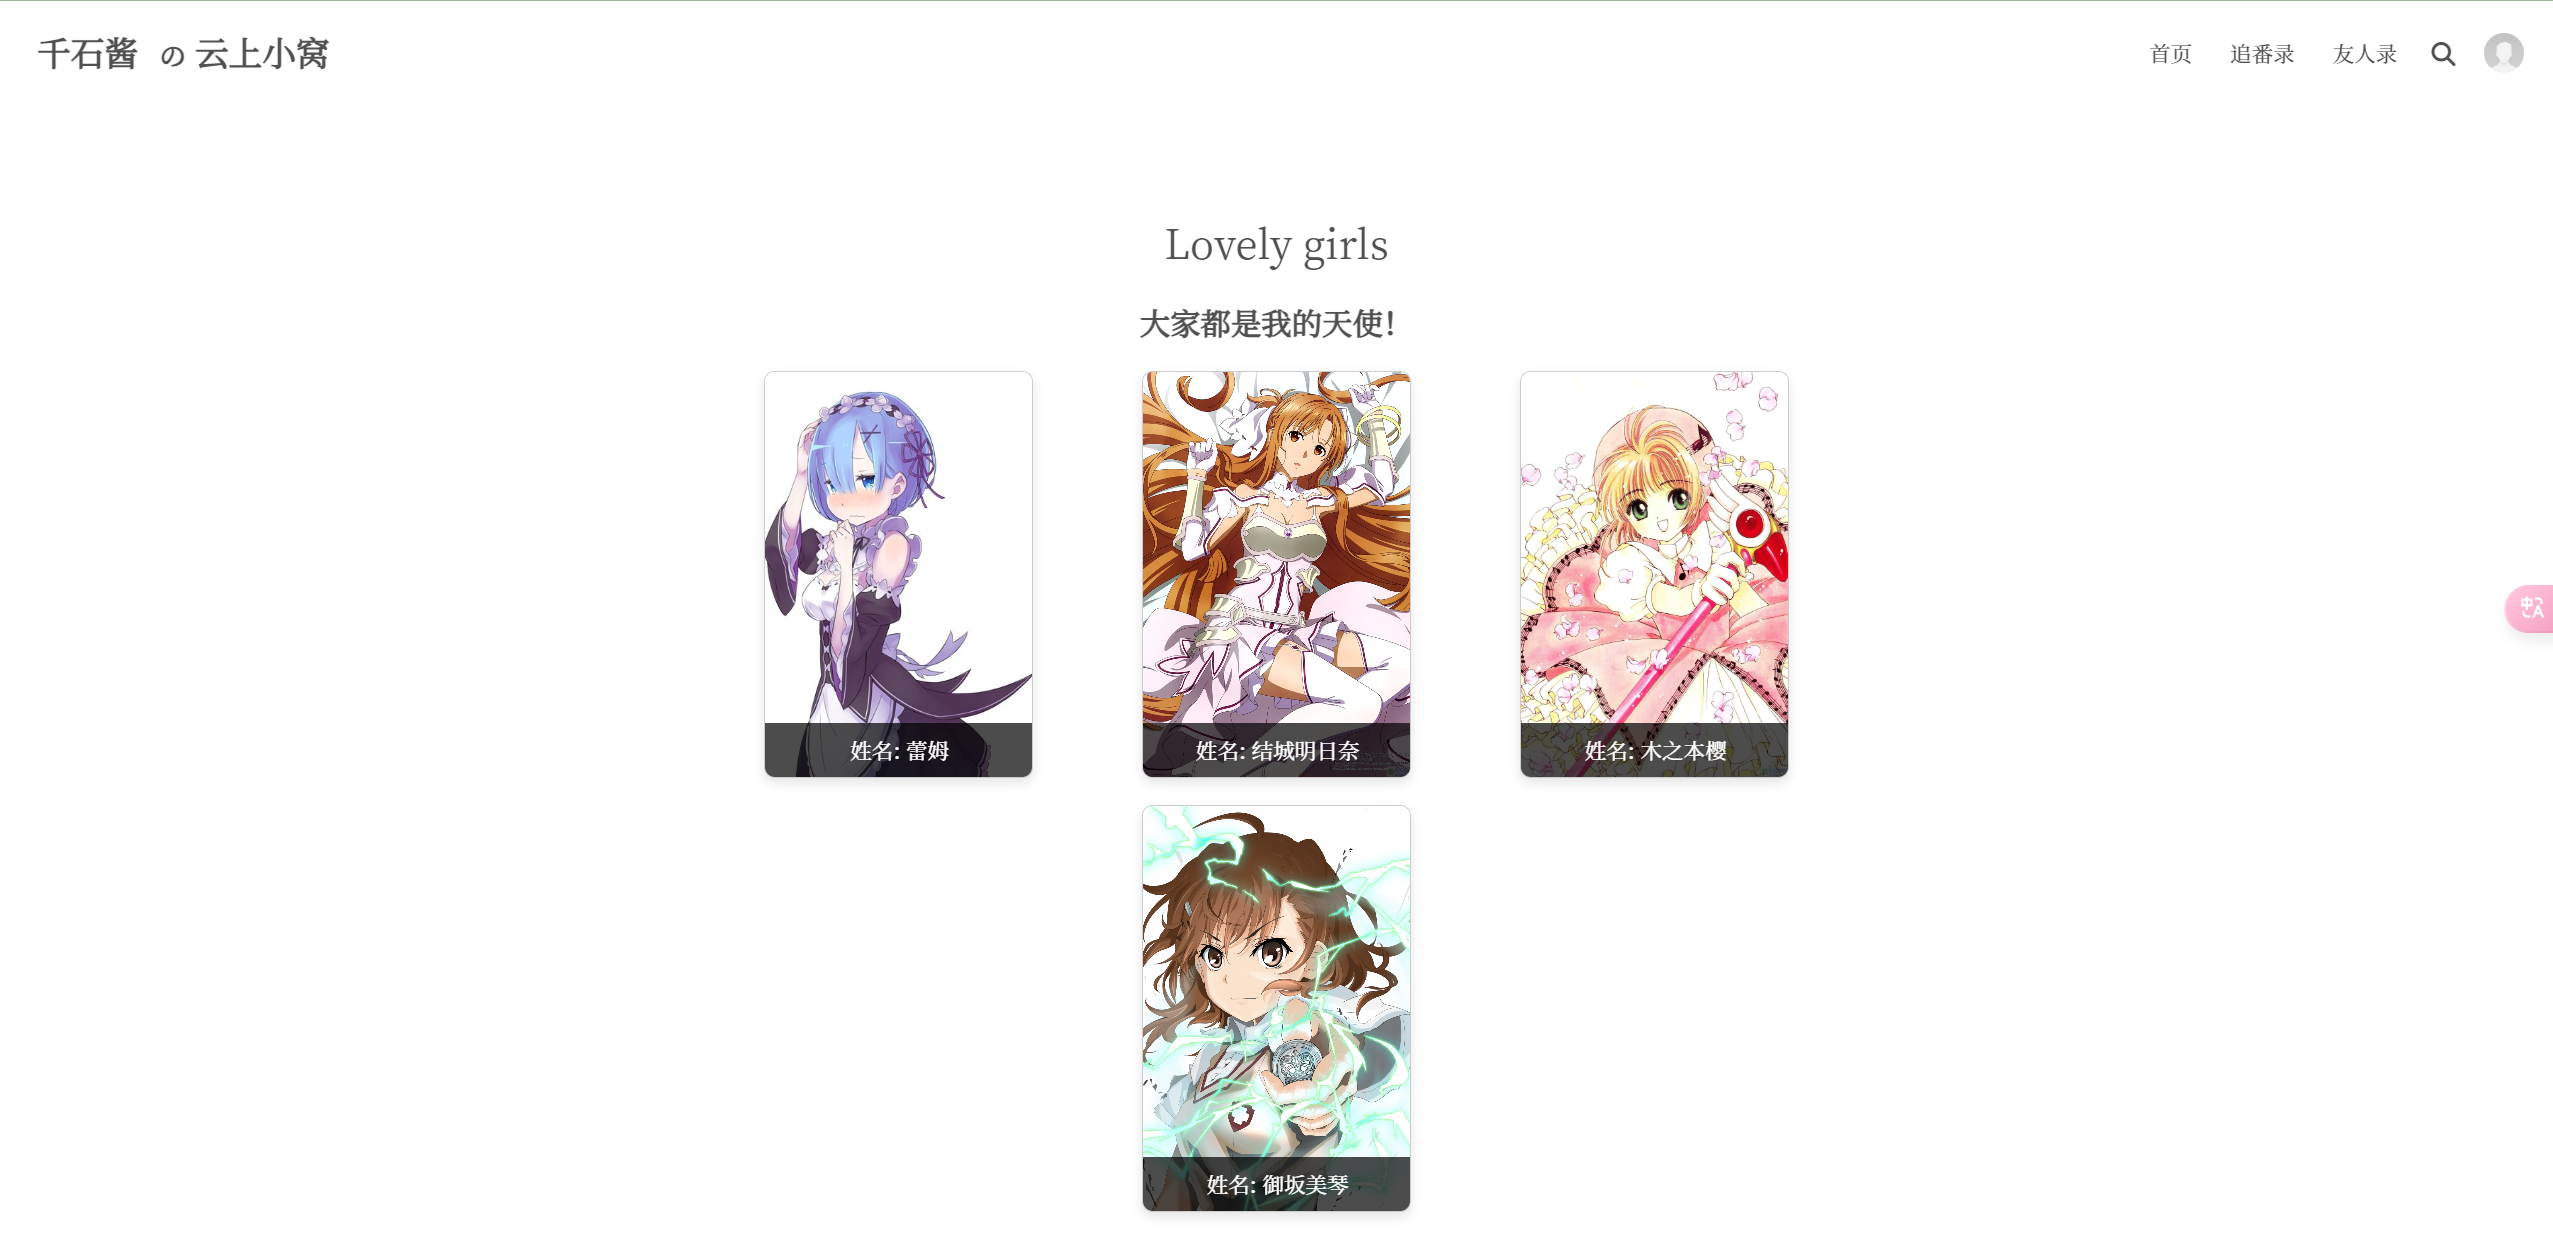 千石酱 の 云上小窝
首页 追番录 友人录
Lovely girls
大家都是我的天使！
姓名: 蕾姆
姓名: 结城明日奈
姓名: 木之本樱
中 A
姓名: 御坂美琴